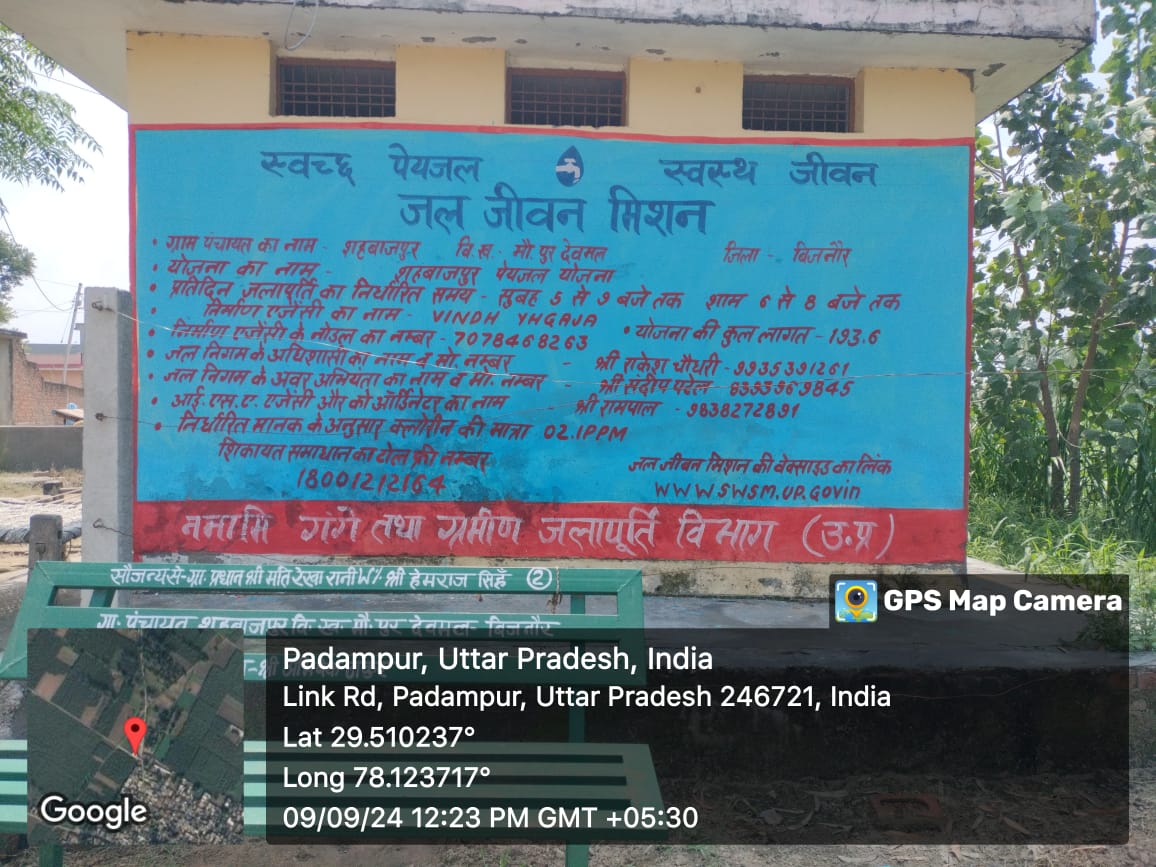 स्वच्छ पेयजल स्वस्थ जीवन
जल जीवन मिशन
• ग्राम पंचायत का नाम - शहबाजपुर वि.ख. मौ. पुर देवमल जिला - बिजनौर
• योजना का नाम - शहबाजपुर पेयजल योजना
• प्रतिदिन जलापूर्ति का निर्धारित समय - सुबह 5 से 9 बजे तक शाम 6 से 8 बजे तक
• निर्माण एजेंसी का नाम - VINDH YHGAJA
• निर्माण एजेंसी के नोडल का नम्बर - 7078468263 • योजना की कुल लागत - 193.6
• जल निगम के अधिशासी का नाम व मो. नम्बर - श्री राकेश चौधरी - 9935391261
• जल निगम के अवर अभियंता का नाम व मो. नम्बर - श्री संदीप पटेल - 8393969845
• आई. एस. ए. एजेंसी और को ऑर्डिनेटर का नाम - श्री रामपाल - 9838272891
• निर्धारित मानक के अनुसार क्लोरीन की मात्रा 02.1PPM
शिकायत समाधान का टोल फ्री नम्बर
18001212164
जल जीवन मिशन की वेक्साइड का लिंक
WWW SWSM.UP.GOVin
नमामि गंगे तथा ग्रामीण जलापूर्ति विभाग (उ.प्र)
सौजन्य से- ग्रा. प्रधान श्री मति रेखा रानी W/. श्री हेमराज सिहँ (2)
ग्रा. पंचायत शहबाजपुर वि. ख. मौ. पुर देवमल- बिजनौर
GPS Map Camera
Padampur, Uttar Pradesh, India
Link Rd, Padampur, Uttar Pradesh 246721, India
Lat 29.510237°
Long 78.123717°
09/09/24 12:23 PM GMT +05:30
Google